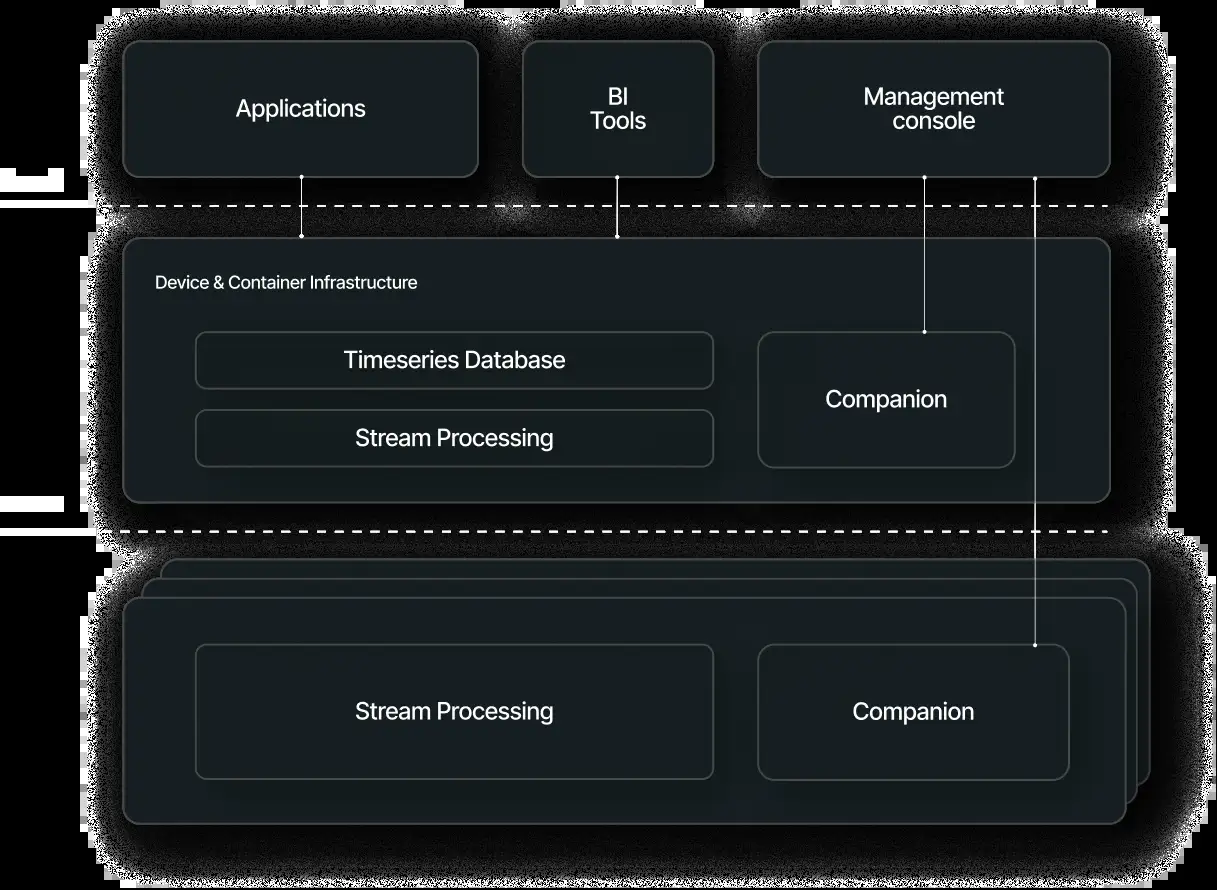 Applications
BI
Tools
Management
console
Device & Container Infrastructure
Timeseries Database
Stream Processing
Companion
Stream Processing
Companion